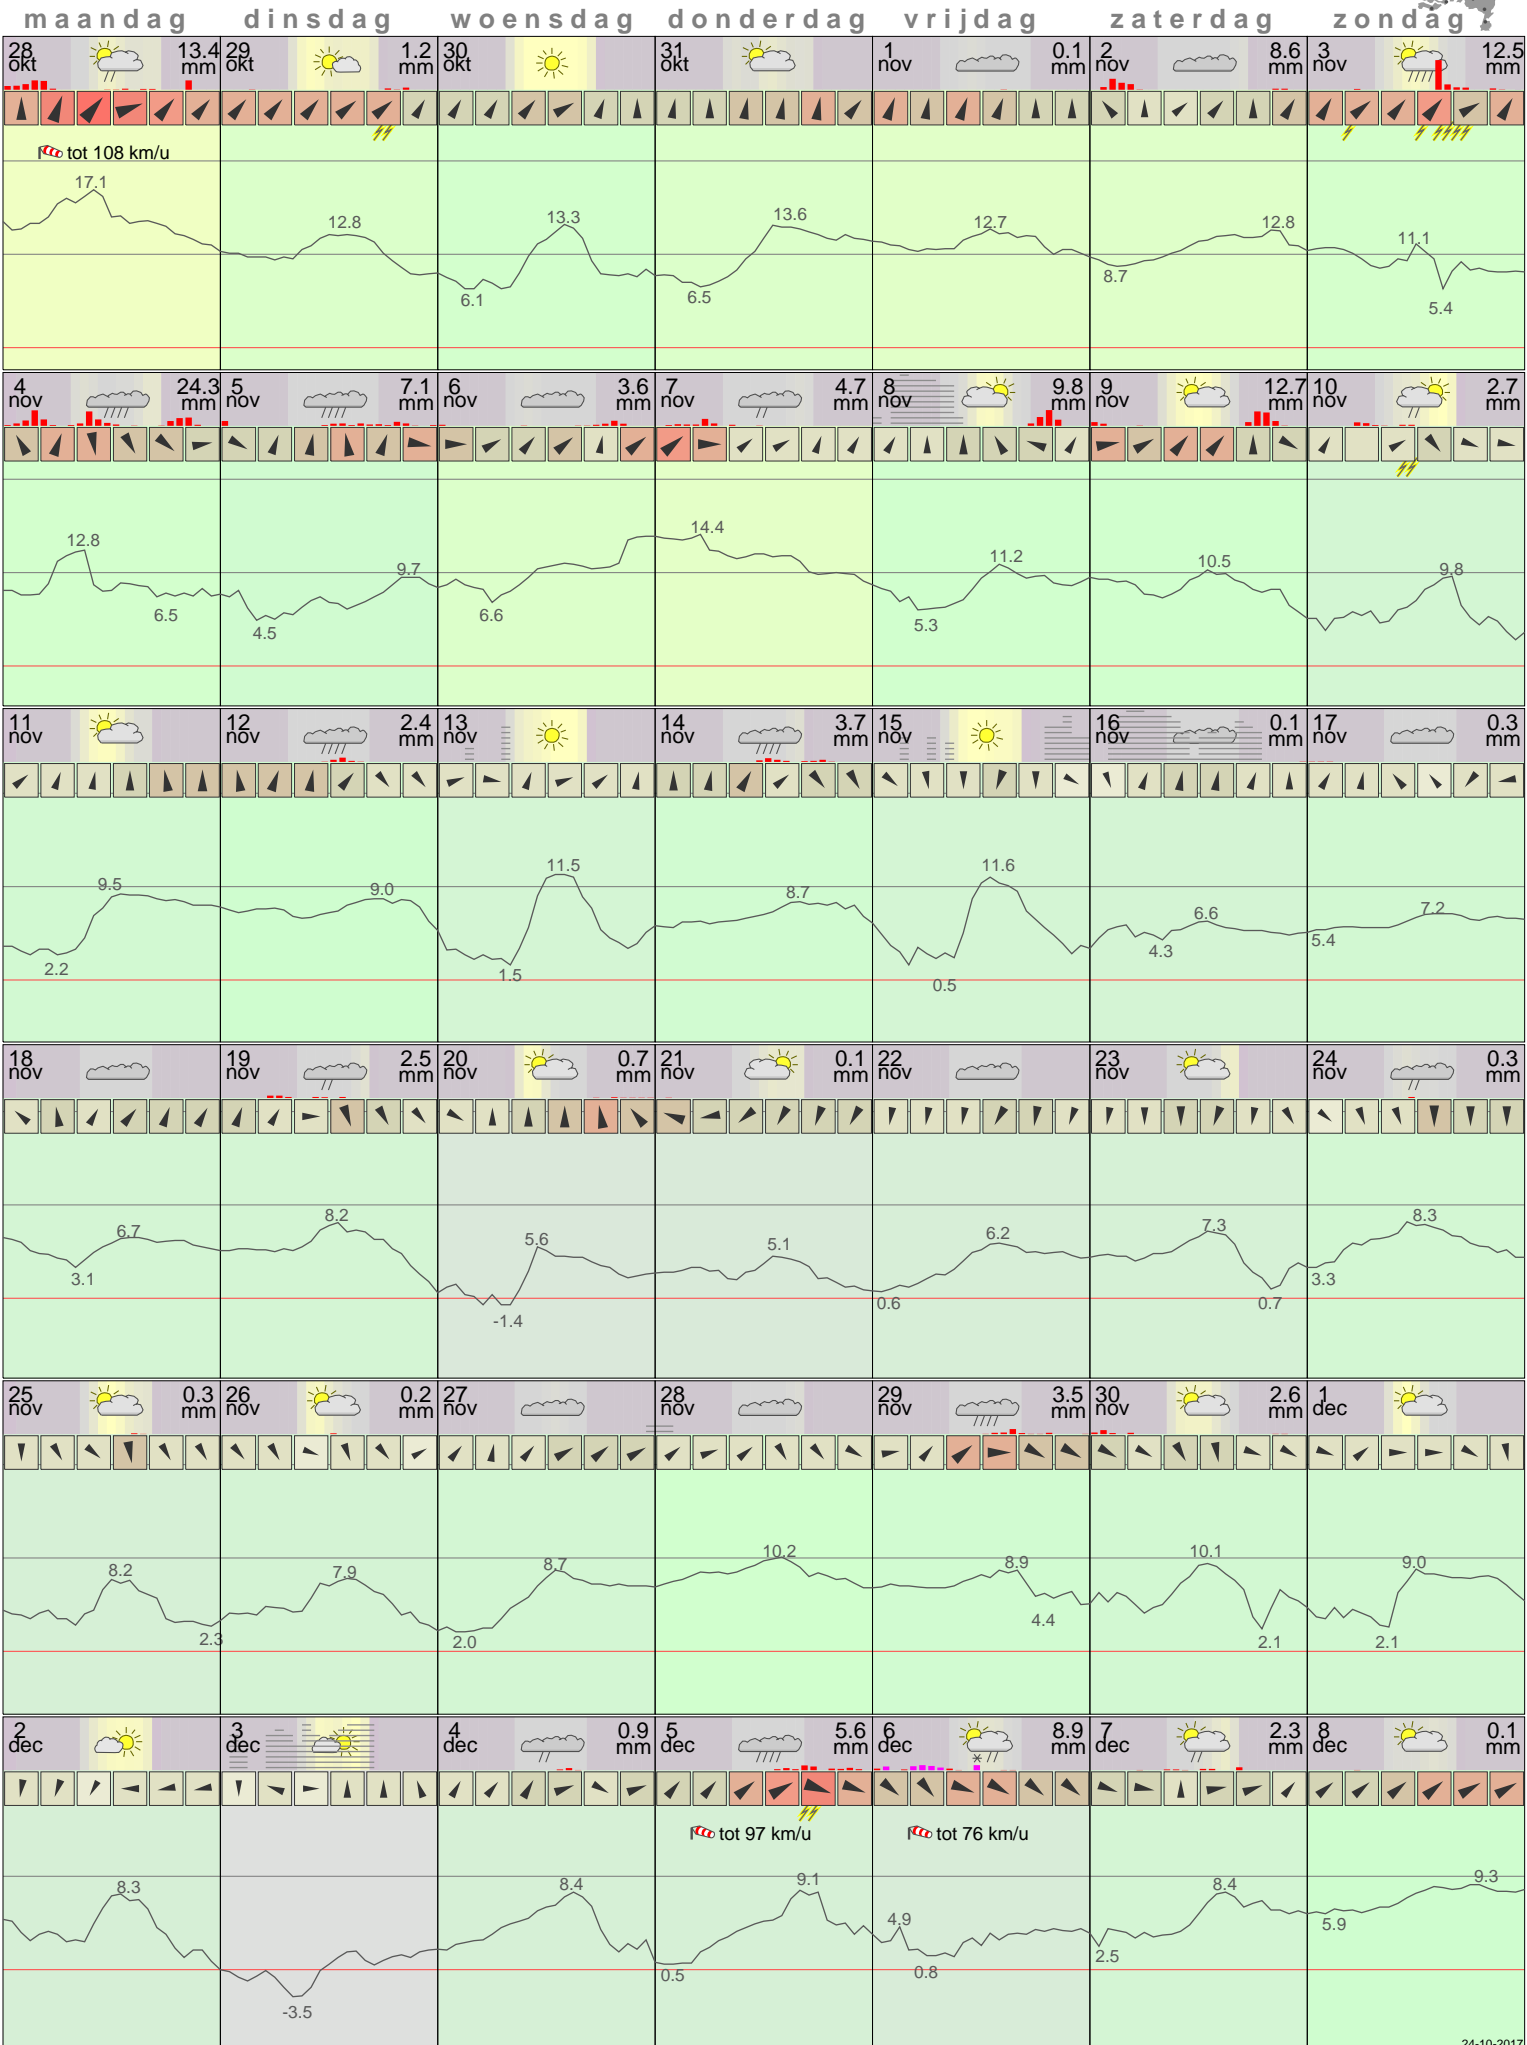 maandag dinsdag woensdag donderdag vrijdag zaterdag zondag
28 okt 13.4 mm 29 okt 1.2 mm 30 okt 31 okt 1 nov 0.1 mm 2 nov 8.6 mm 3 nov 12.5 mm
tot 108 km/u
17.1 12.8 13.3 13.6 12.7 12.8 11.1
6.1 6.5 8.7 5.4
4 nov 24.3 mm 5 nov 7.1 mm 6 nov 3.6 mm 7 nov 4.7 mm 8 nov 9.8 mm 9 nov 12.7 mm 10 nov 2.7 mm
12.8 9.7 14.4 11.2 10.5 9.8
6.5 4.5 6.6 5.3
11 nov 12 nov 2.4 mm 13 nov 14 nov 3.7 mm 15 nov 16 nov 0.1 mm 17 nov 0.3 mm
9.5 9.0 11.5 8.7 11.6 6.6 7.2
2.2 1.5 0.5 4.3 5.4
18 nov 19 nov 2.5 mm 20 nov 0.7 mm 21 nov 0.1 mm 22 nov 23 nov 24 nov 0.3 mm
6.7 8.2 5.6 5.1 6.2 7.3 8.3
3.1 -1.4 0.6 0.7 3.3
25 nov 0.3 mm 26 nov 0.2 mm 27 nov 28 nov 29 nov 3.5 mm 30 nov 2.6 mm 1 dec
8.2 7.9 8.7 10.2 8.9 10.1 9.0
2.3 2.0 4.4 2.1 2.1
2 dec 3 dec 4 dec 0.9 mm 5 dec 5.6 mm 6 dec 8.9 mm 7 dec 2.3 mm 8 dec 0.1 mm
tot 97 km/u tot 76 km/u
8.3 8.4 9.1 4.9 8.4 9.3
-3.5 0.5 0.8 2.5 5.9
24-10-2017